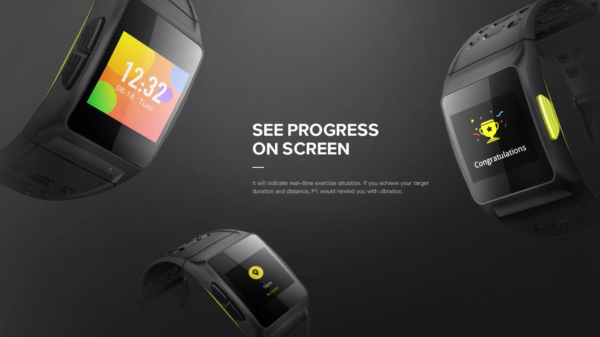 12:32
08-18 Tues
SEE PROGRESS
ON SCREEN
It will indicate real-time exercise situation. If you achieve your target
duration and distance, P1 would remind you with vibration.
Congratulations
1km